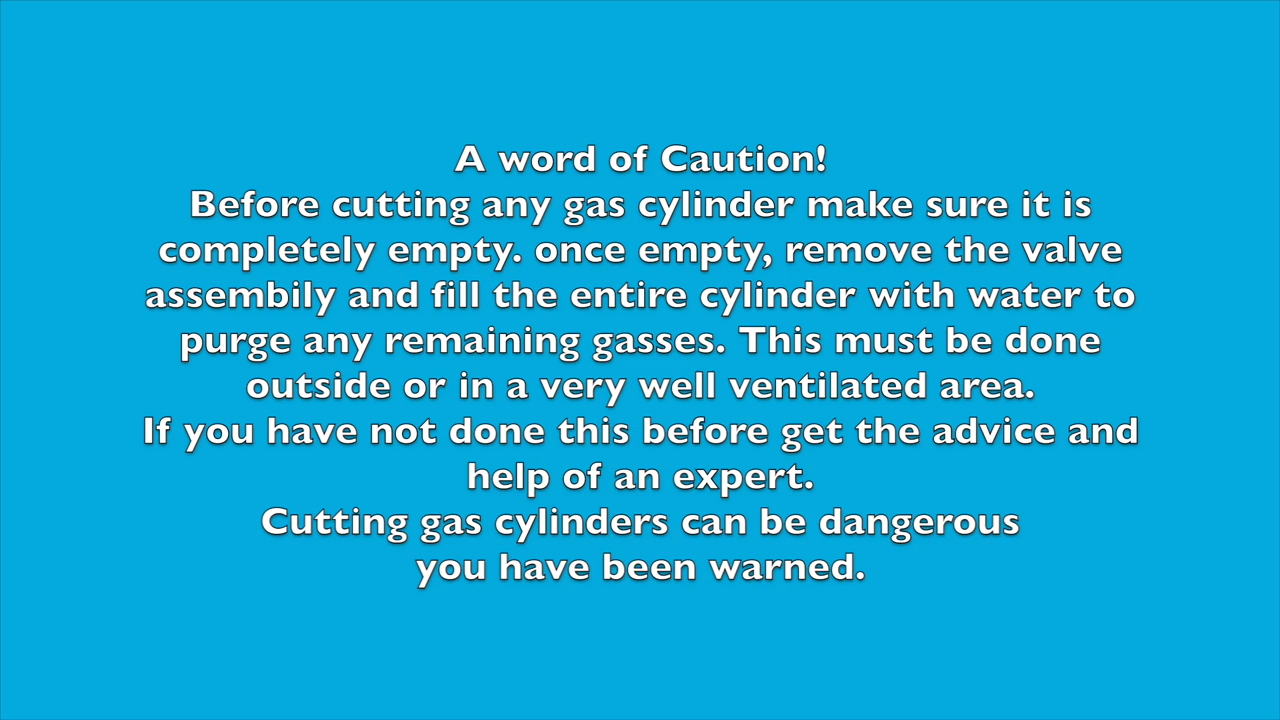 A word of Caution!
Before cutting any gas cylinder make sure it is
completely empty. once empty, remove the valve
assembily and fill the entire cylinder with water to
purge any remaining gasses. This must be done
outside or in a very well ventilated area.
If you have not done this before get the advice and
help of an expert.
Cutting gas cylinders can be dangerous
you have been warned.